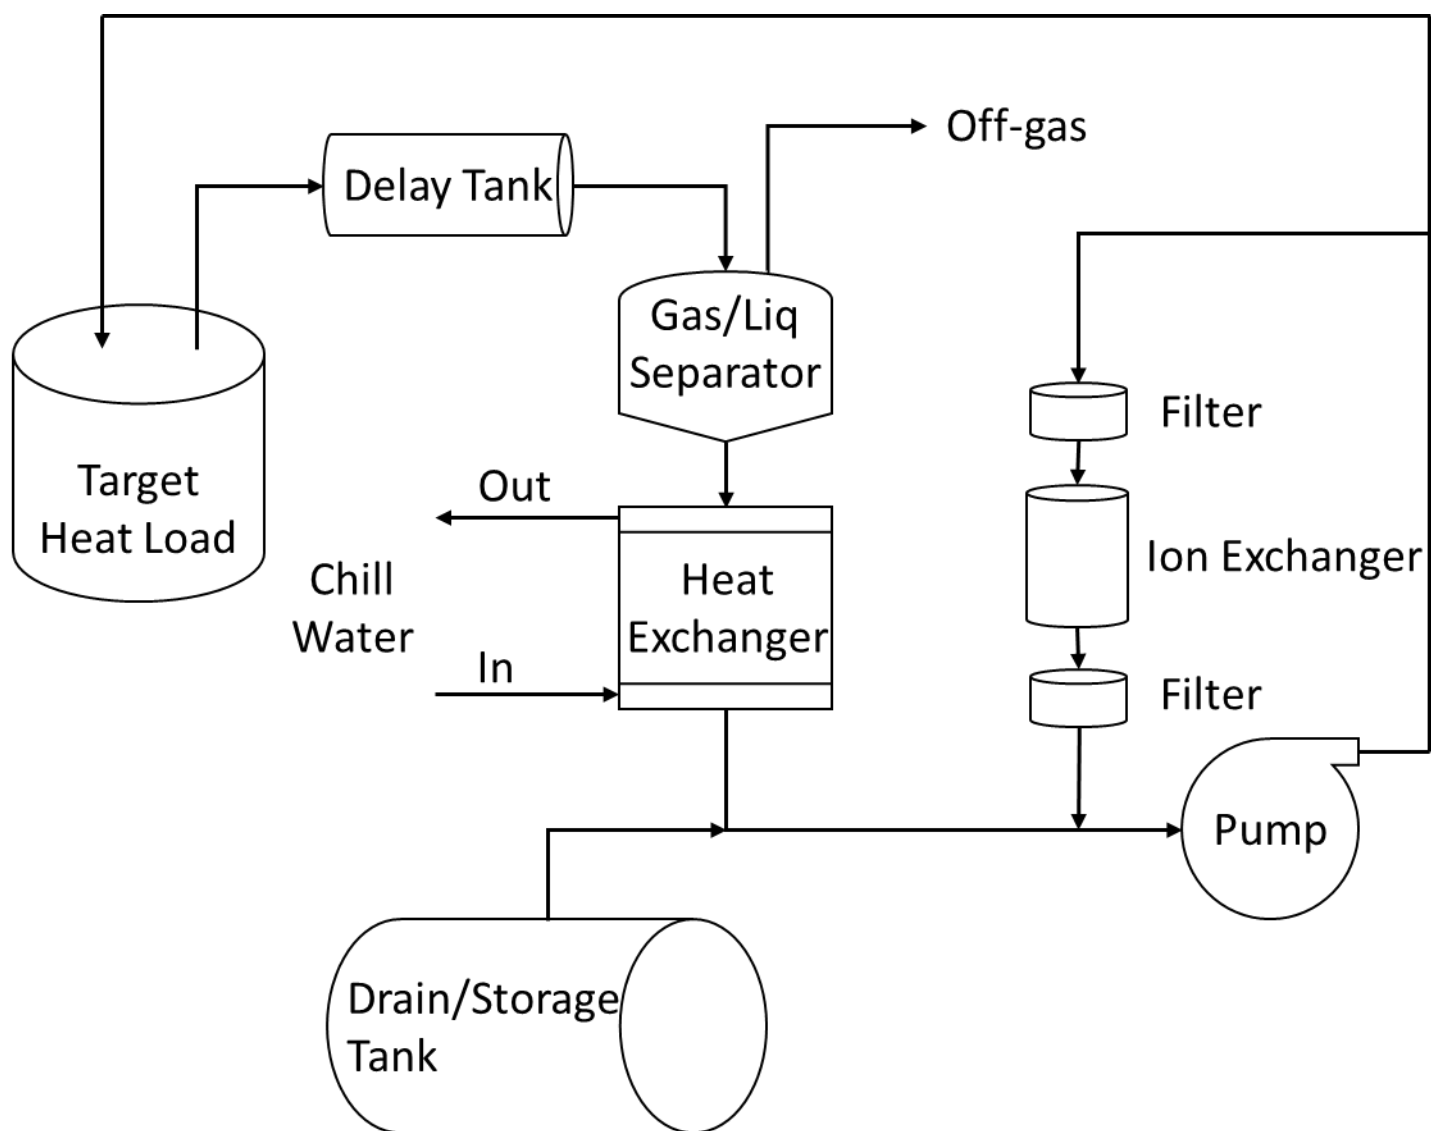 Off-gas
Delay Tank
Gas/Liq
Separator
Filter
Target
Heat Load
Out
Chill
Water
In
Heat
Exchanger
Ion Exchanger
Filter
Pump
Drain/Storage
Tank